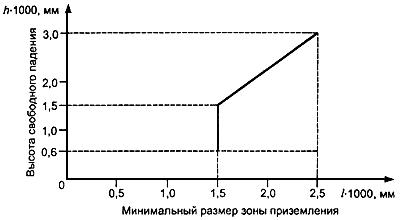 h·1000, мм
Высота свободного падения
3,0
2,0
1,5
1,0
0,6
0
0,5
1,0
1,5
2,0
2,5
l·1000, мм
Минимальный размер зоны приземления